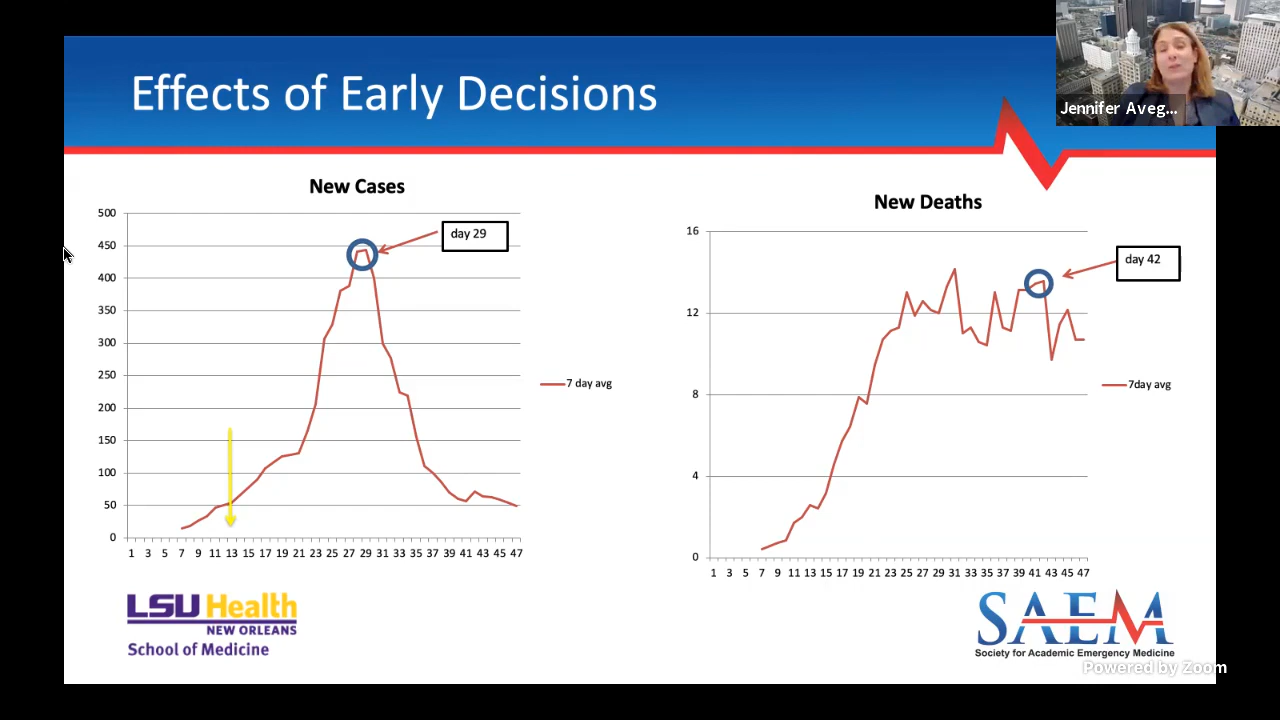 Effects of Early Decisions
Jennifer Aveg...
New Cases
500
450
400
350
300
250
200
150
100
50
0
1 3 5 7 9 11 13 15 17 19 21 23 25 27 29 31 33 35 37 39 41 43 45 47
day 29
7 day avg
New Deaths
16
12
8
4
0
1 3 5 7 9 11 13 15 17 19 21 23 25 27 29 31 33 35 37 39 41 43 45 47
day 42
7day avg
LSU Health
NEW ORLEANS
School of Medicine
SAEM
Society for Academic Emergency Medicine
Powered by Zoom